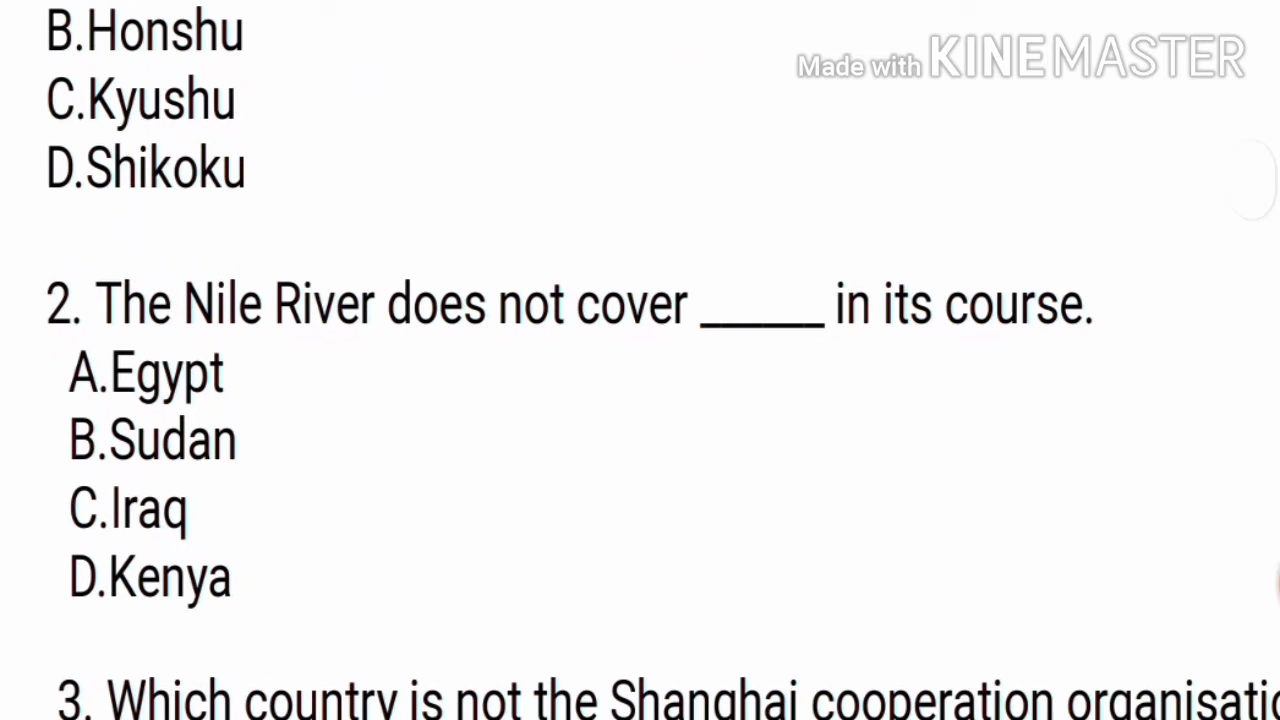 B.Honshu
Made with KINEMASTER
C.Kyushu
D.Shikoku
2. The Nile River does not cover ______ in its course.
A.Egypt
B.Sudan
C.Iraq
D.Kenya
3. Which country is not the Shanghai cooperation